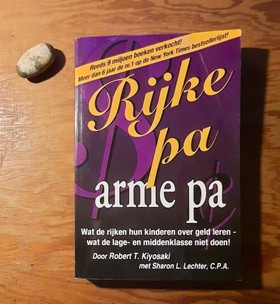 Reeds 9 miljoen boeken verkocht!
Meer dan 6 jaar de nr.1 op de New York Times bestsellerlijst!
Rijke
pa
arme pa
Wat de rijken hun kinderen over geld leren -
wat de lage- en middenklasse niet doen!
Door Robert T. Kiyosaki
met Sharon L. Lechter, C.P.A.